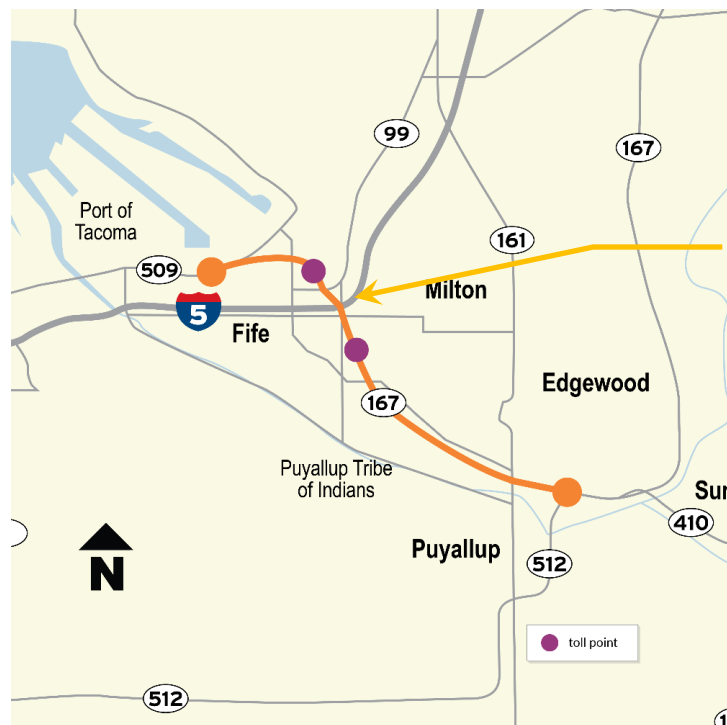 99
167
Port of
Tacoma
161
509
Milton
5
Fife
Edgewood
167
Puyallup Tribe
of Indians
Sur
410
N
Puyallup
512
toll point
512